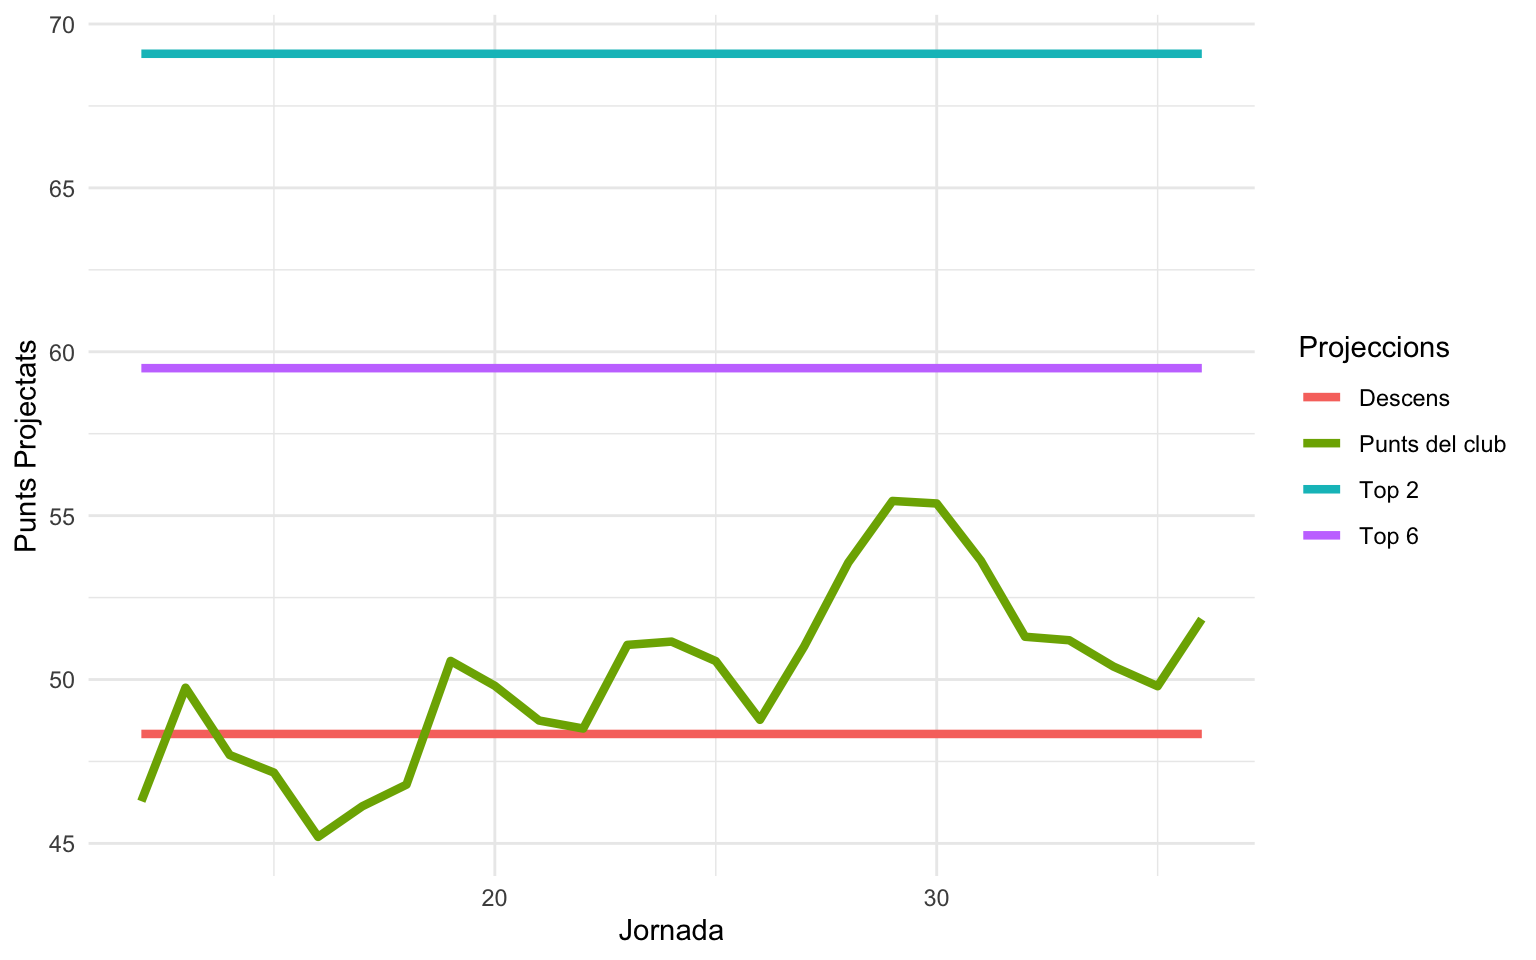 70
65
60
55
50
45
Punts Projectats
20
30
Jornada
Projeccions
Descens
Punts del club
Top 2
Top 6